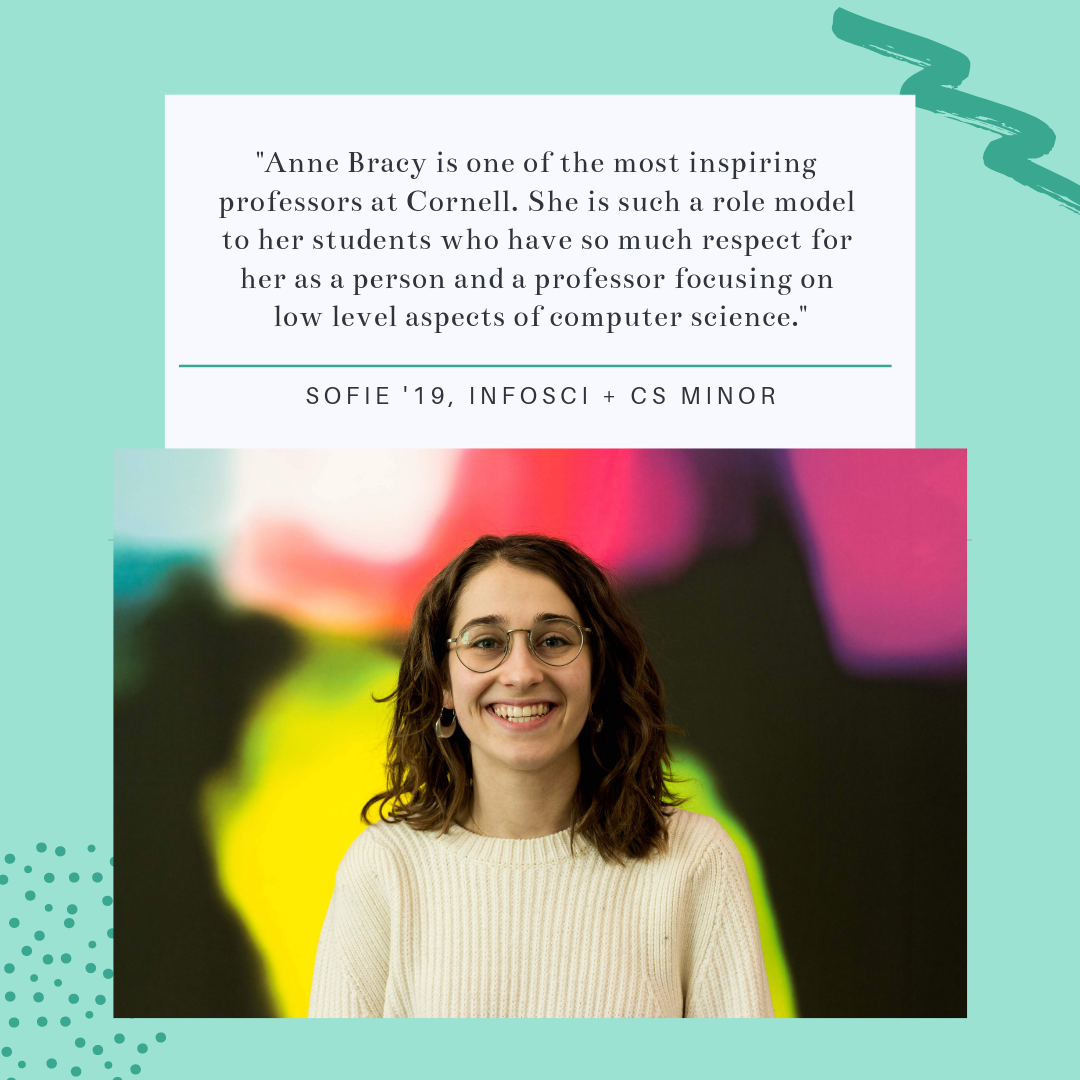 "Anne Bracy is one of the most inspiring
professors at Cornell. She is such a role model
to her students who have so much respect for
her as a person and a professor focusing on
low level aspects of computer science."
SOFIE '19, INFOSCI + CS MINOR